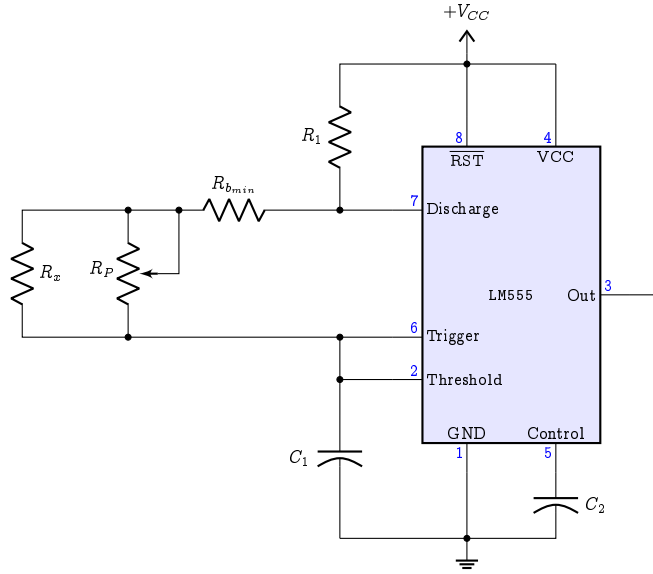 +V_CC
8
4
RST
VCC
R_1
R_bmin
7
Discharge
R_x
R_P
LM555
Out
3
6
Trigger
2
Threshold
GND
Control
1
5
C_1
C_2